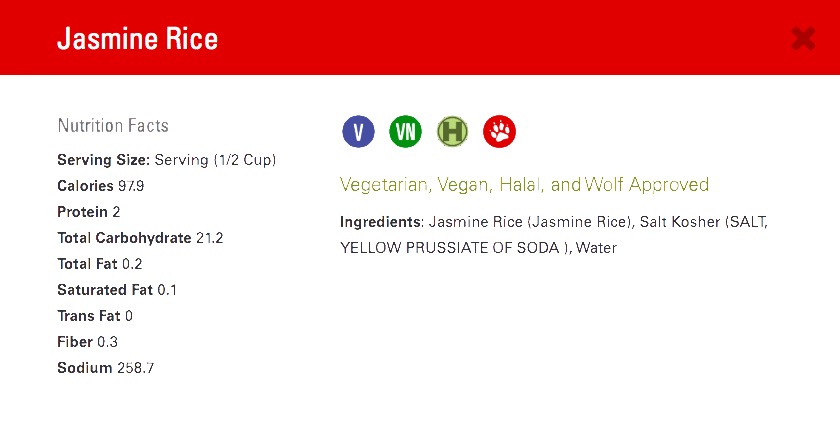 Jasmine Rice
Nutrition Facts
Serving Size: Serving (1/2 Cup)
Calories 97.9
Protein 2
Total Carbohydrate 21.2
Total Fat 0.2
Saturated Fat 0.1
Trans Fat 0
Fiber 0.3
Sodium 258.7
V VN H
Vegetarian, Vegan, Halal, and Wolf Approved
Ingredients: Jasmine Rice (Jasmine Rice), Salt Kosher (SALT,
YELLOW PRUSSIATE OF SODA ), Water